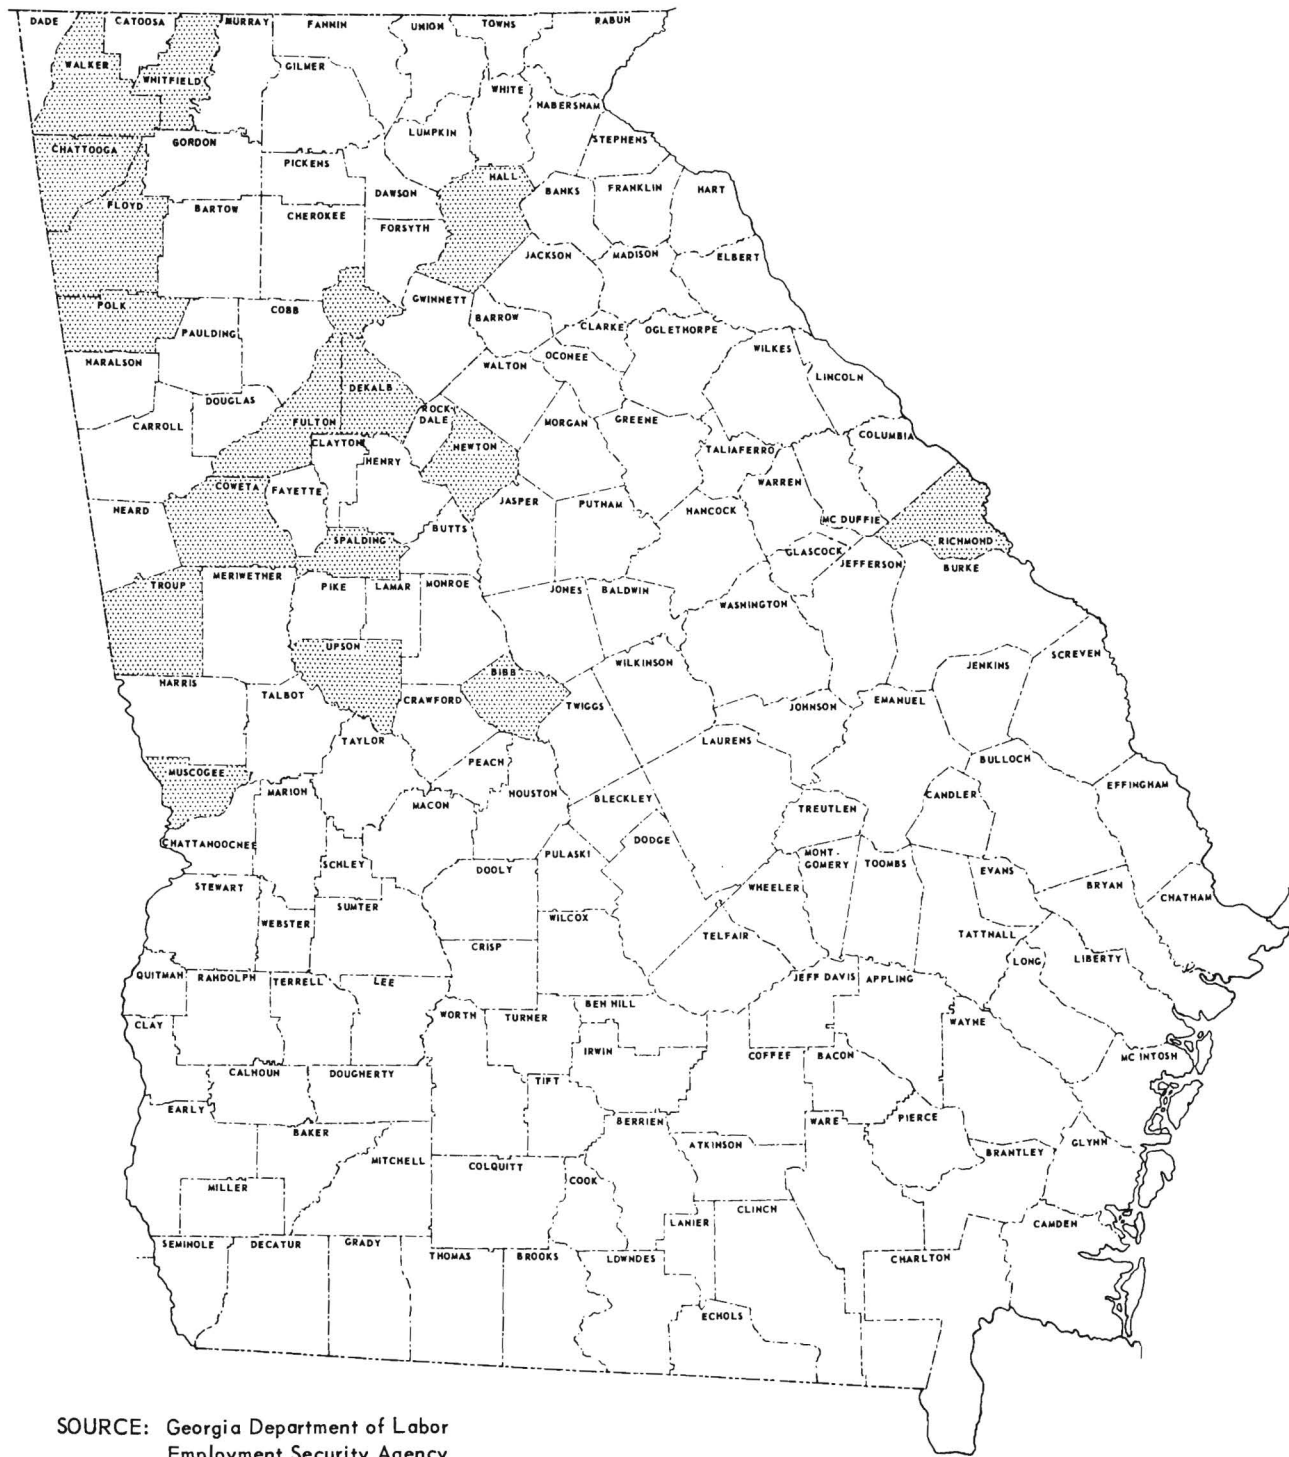 DADE
CATOOSA
MURRAY
FANNIN
UNION
TOWNS
RABUN
WALKER
WHITFIELD
GILMER
WHITE
HABERSHAM
LUMPKIN
STEPHENS
CHATTOOGA
GORDON
PICKENS
HALL
DAWSON
BANKS
FRANKLIN
HART
FLOYD
BARTOW
CHEROKEE
FORSYTH
JACKSON
MADISON
ELBERT
POLK
COBB
GWINNETT
PAULDING
BARROW
CLARKE
OGLETHORPE
HARALSON
WALTON
OCONEE
WILKES
LINCOLN
DEKALB
DOUGLAS
ROCK
DALE
CARROLL
FULTON
MORGAN
GREENE
CLAYTON
NEWTON
COLUMBIA
HENRY
TALIAFERRO
WARREN
COWETA
FAYETTE
HEARD
JASPER
PUTNAM
HANCOCK
MC DUFFIE
BUTTS
SPALDING
RICHMOND
GLASCOCK
JEFFERSON
BURKE
TROUP
MERIWETHER
PIKE
LAMAR
MONROE
JONES
BALDWIN
WASHINGTON
UPSON
WILKINSON
SCREVEN
JENKINS
HARRIS
TALBOT
CRAWFORD
BIBB
TWIGGS
JOHNSON
EMANUEL
TAYLOR
LAURENS
MUSCOGEE
PEACH
BULLOCH
MARION
HOUSTON
MACON
BLECKLEY
TREUTLEN
CANDLER
EFFINGHAM
CHATTAHOOCHEE
SCHLEY
PULASKI
DODGE
MONT-
GOMERY
TOOMBS
DOOLY
EVANS
STEWART
WHEELER
BRYAN
CHATHAM
SUMTER
WEBSTER
WILCOX
TELFAIR
TATTNALL
CRISP
LONG
LIBERTY
QUITMAN
RANDOLPH
TERRELL
LEE
JEFF DAVIS
APPLING
BEN HILL
CLAY
WORTH
TURNER
WAYNE
IRWIN
COFFEE
BACON
MC INTOSH
CALHOUN
DOUGHERTY
TIFT
EARLY
BERRIEN
WARE
PIERCE
BAKER
ATKINSON
GLYNN
MITCHELL
COLQUITT
BRANTLEY
COOK
MILLER
LANIER
CLINCH
CAMDEN
SEMINOLE
DECATUR
GRADY
THOMAS
BROOKS
LOWNDES
CHARLTON
ECHOLS
SOURCE: Georgia Department of Labor
Employment Security Agency